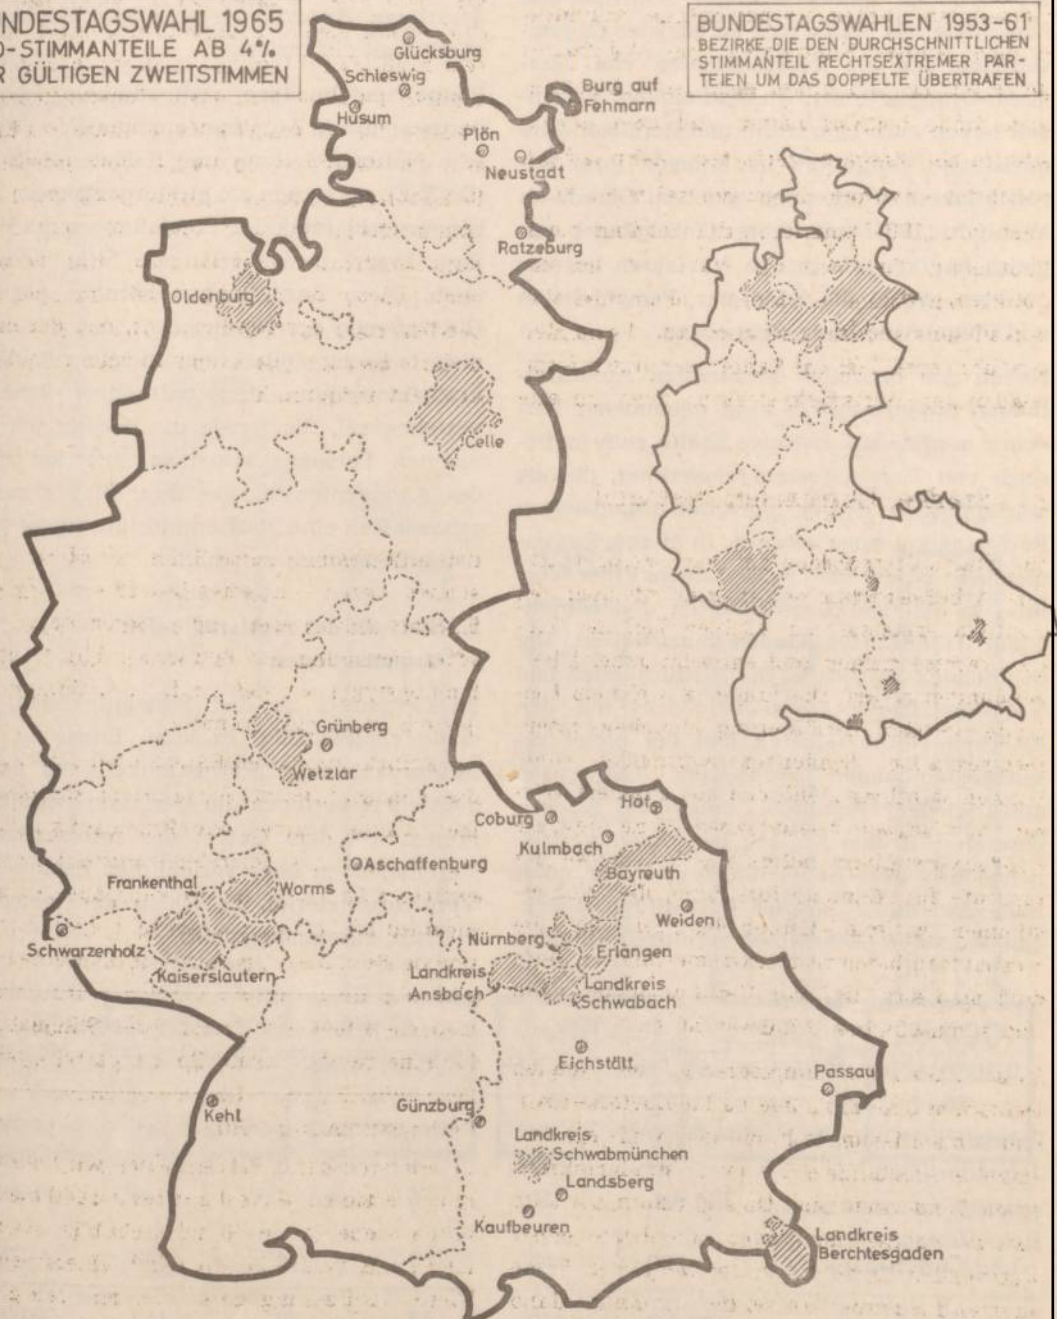 NDESTAGSWAHL 1965
D-STIMMANTEILE AB 4%
R GÜLTIGEN ZWEITSTIMMEN
BUNDESTAGSWAHLEN 1953-61
BEZIRKE, DIE DEN DURCHSCHNITTLICHEN
STIMMANTEIL RECHTSEXTREMER PAR-
TEIEN UM DAS DOPPELTE ÜBERTRAFEN
Glücksburg
Schleswig
Husum
Burg auf
Fehmarn
Plön
Neustadt
Ratzeburg
Oldenburg
Celle
Grünberg
Wetzlar
Coburg
Hof
Kulmbach
Aschaffenburg
Bayreuth
Frankenthal
Worms
Weiden
Schwarzenholz
Nürnberg
Erlangen
Kaiserslautern
Landkreis
Ansbach
Landkreis
Schwabach
Eichstätt
Passau
Kehl
Günzburg
Landkreis
Schwabmünchen
Landsberg
Kaufbeuren
Landkreis
Berchtesgaden